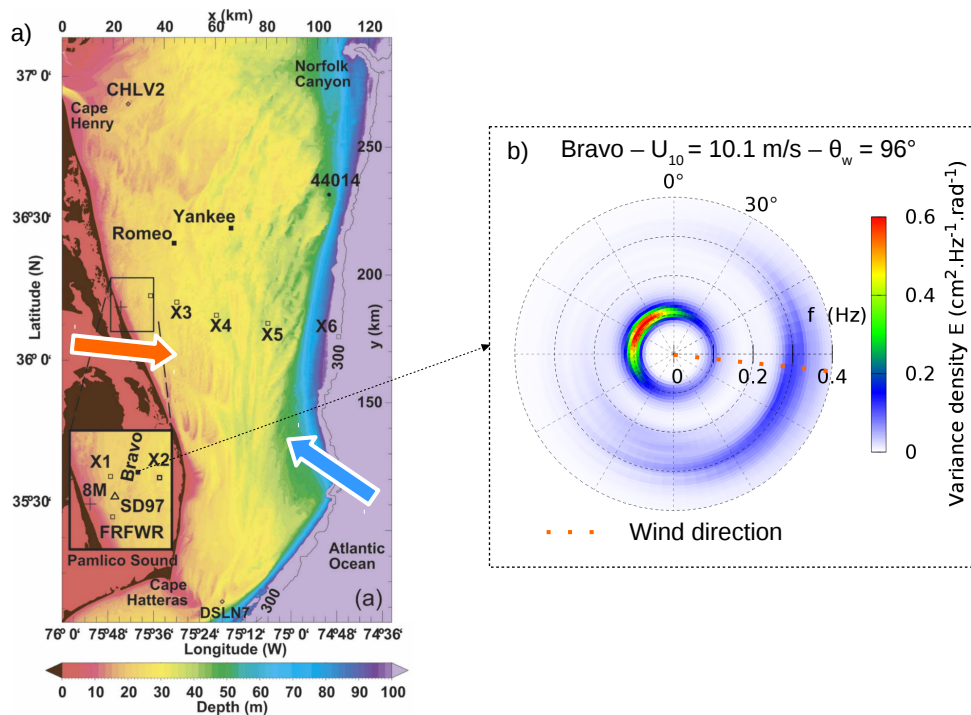 a)
x (km)
0 20 40 60 80 100 120
37° 0'
36° 30'
36° 0'
35° 30'
Latitude (N)
Norfolk
Canyon
CHLV2
Cape
Henry
250
44014
Yankee
Romeo
200
X3
X4
X5
X6
y (km)
300
150
X1
Bravo
X2
8M
SD97
FRFWR
Pamlico Sound
Cape
Hatteras
Atlantic
Ocean
DSLN7
300
(a)
76° 0' 75°48' 75°36' 75°24' 75°12' 75° 0' 74°48' 74°36'
Longitude (W)
0 10 20 30 40 50 60 70 80 90 100
Depth (m)
b) Bravo – U10 = 10.1 m/s – θw = 96°
0°
30°
f (Hz)
0 0.2 0.4
0.6
0.4
0.2
0
Variance density E (cm².Hz⁻¹.rad⁻¹)
Wind direction